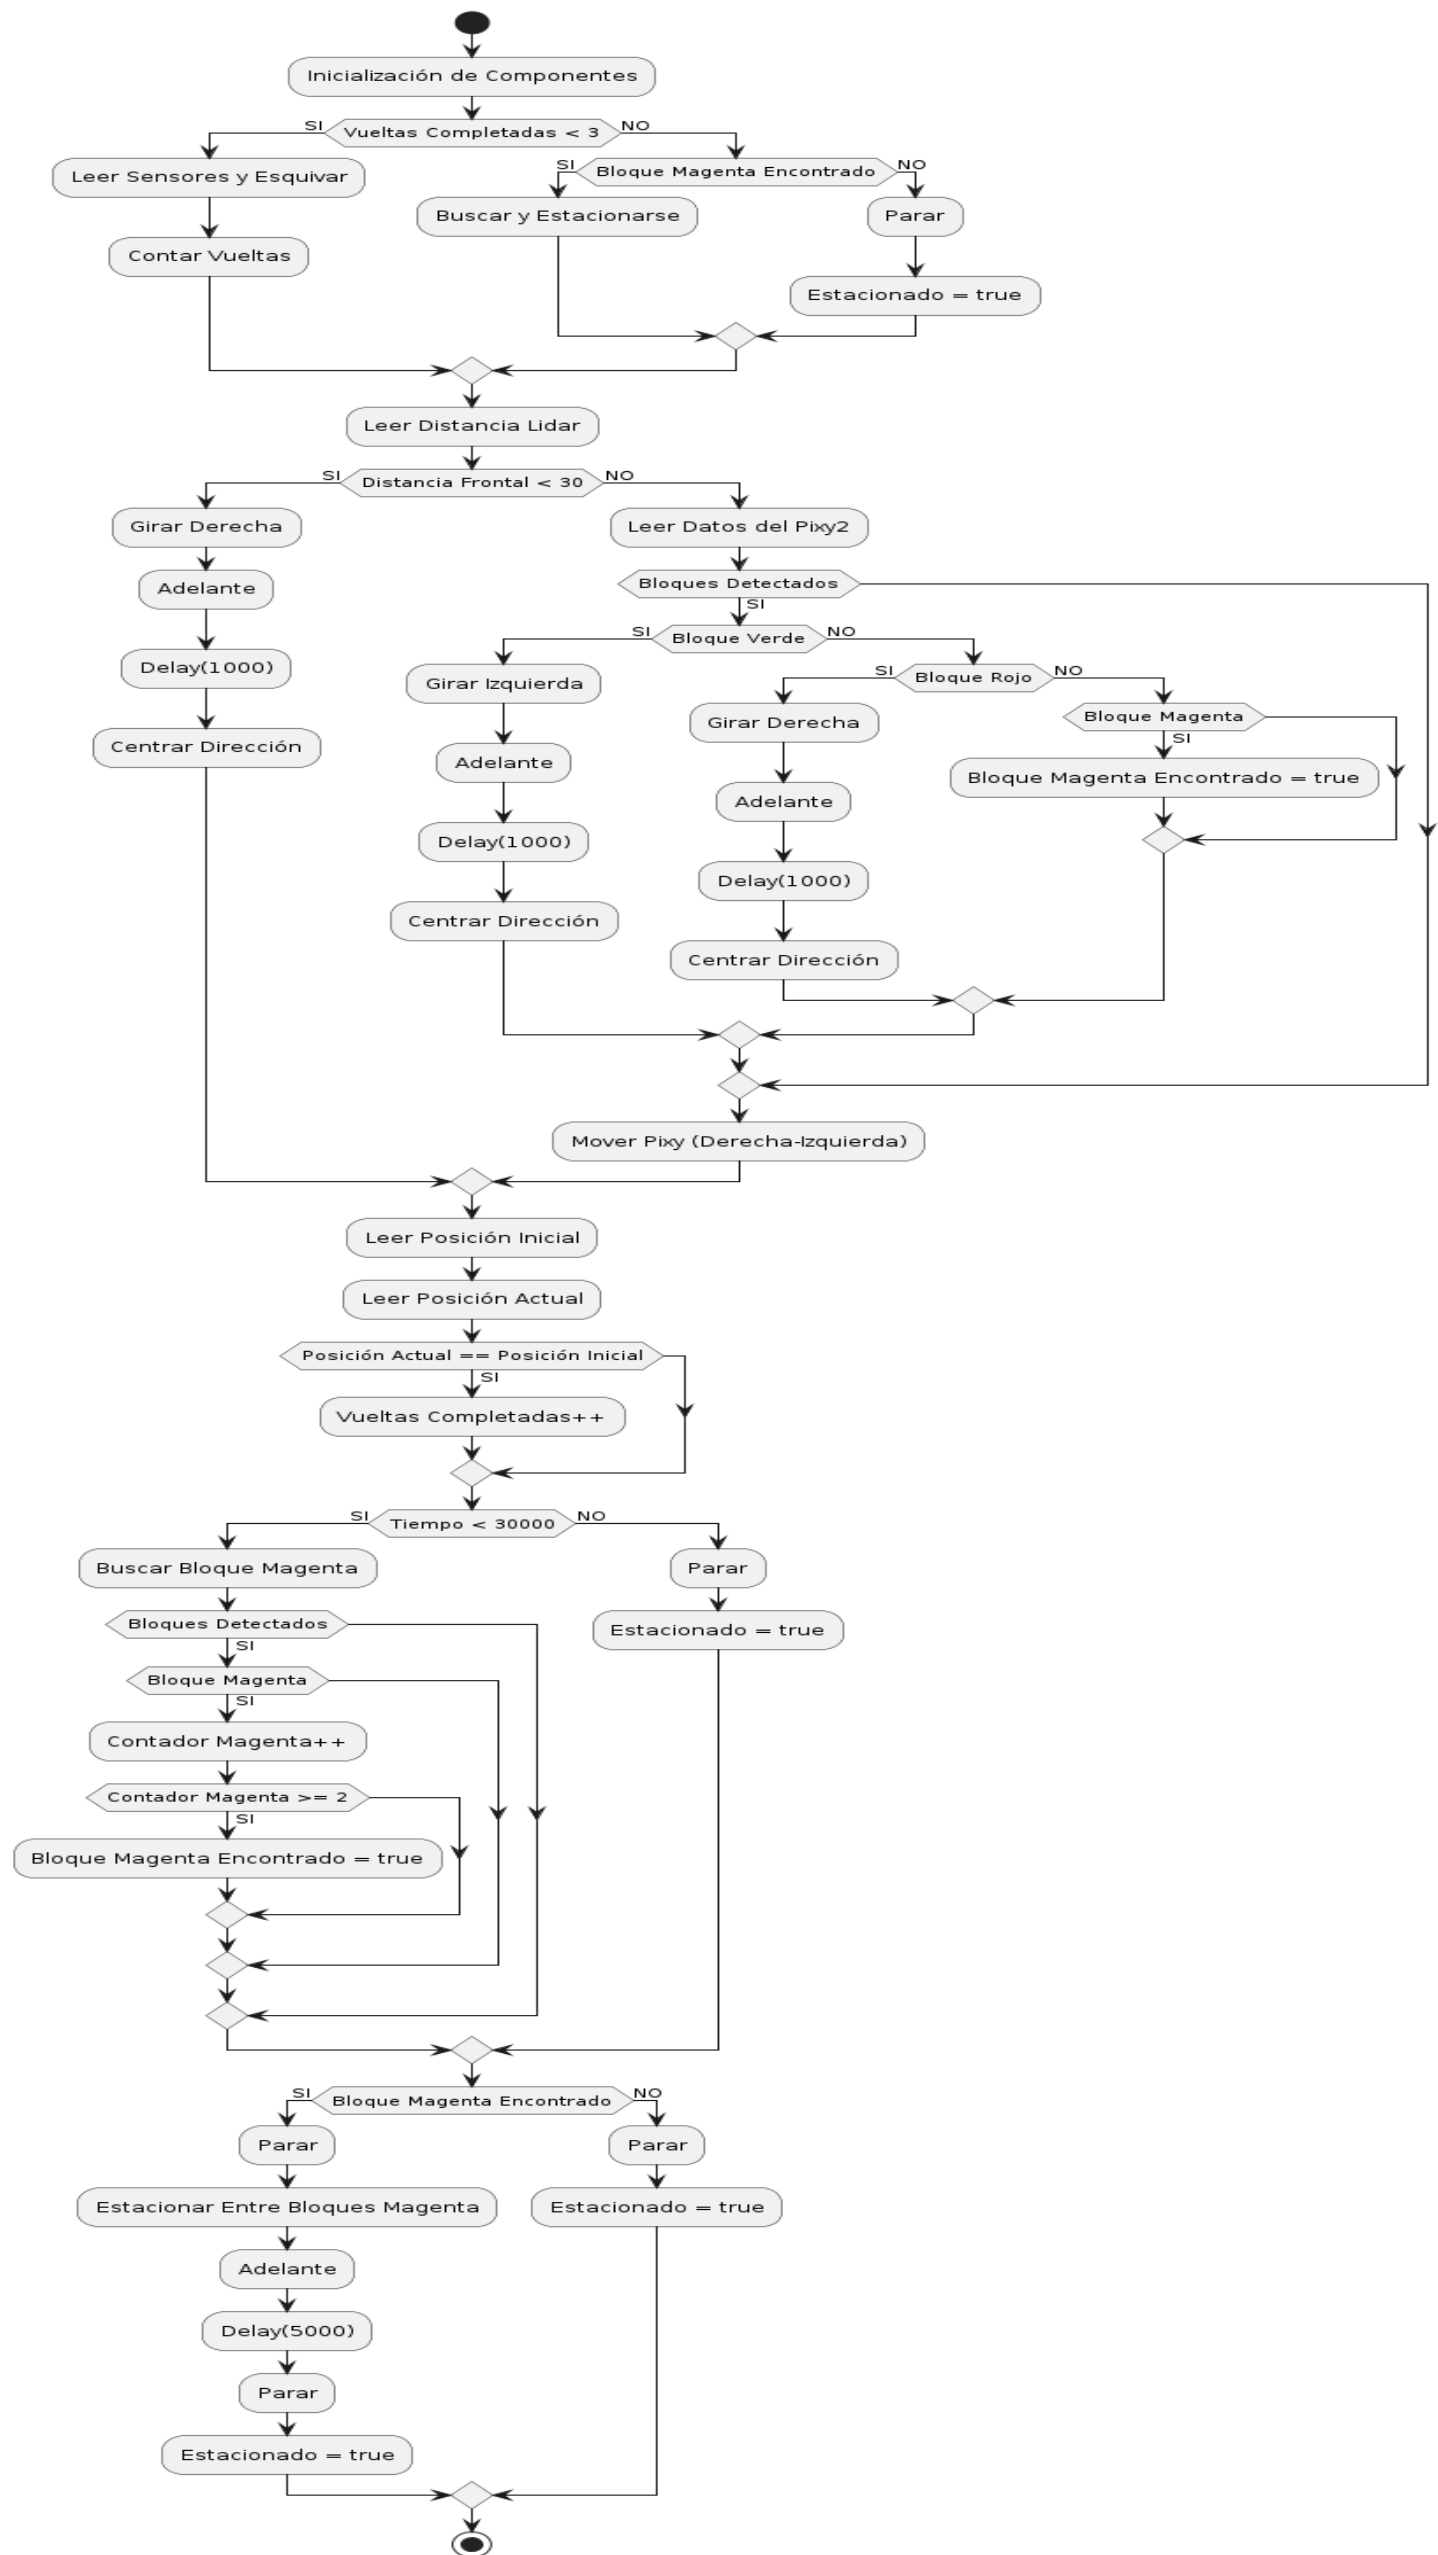 Inicialización de Componentes
SI
Vueltas Completadas < 3
NO
Leer Sensores y Esquivar
Contar Vueltas
SI
Bloque Magenta Encontrado
NO
Buscar y Estacionarse
Parar
Estacionado = true
Leer Distancia Lidar
SI
Distancia Frontal < 30
NO
Girar Derecha
Adelante
Delay(1000)
Centrar Dirección
Leer Datos del Pixy2
Bloques Detectados
SI
SI
Bloque Verde
NO
Girar Izquierda
Adelante
Delay(1000)
Centrar Dirección
SI
Bloque Rojo
NO
Girar Derecha
Adelante
Delay(1000)
Centrar Dirección
Bloque Magenta
SI
Bloque Magenta Encontrado = true
Mover Pixy (Derecha-Izquierda)
Leer Posición Inicial
Leer Posición Actual
Posición Actual == Posición Inicial
SI
Vueltas Completadas++
SI
Tiempo < 30000
NO
Buscar Bloque Magenta
Bloques Detectados
SI
Bloque Magenta
SI
Contador Magenta++
Contador Magenta >= 2
SI
Bloque Magenta Encontrado = true
Parar
Estacionado = true
SI
Bloque Magenta Encontrado
NO
Parar
Estacionar Entre Bloques Magenta
Adelante
Delay(5000)
Parar
Estacionado = true
Parar
Estacionado = true